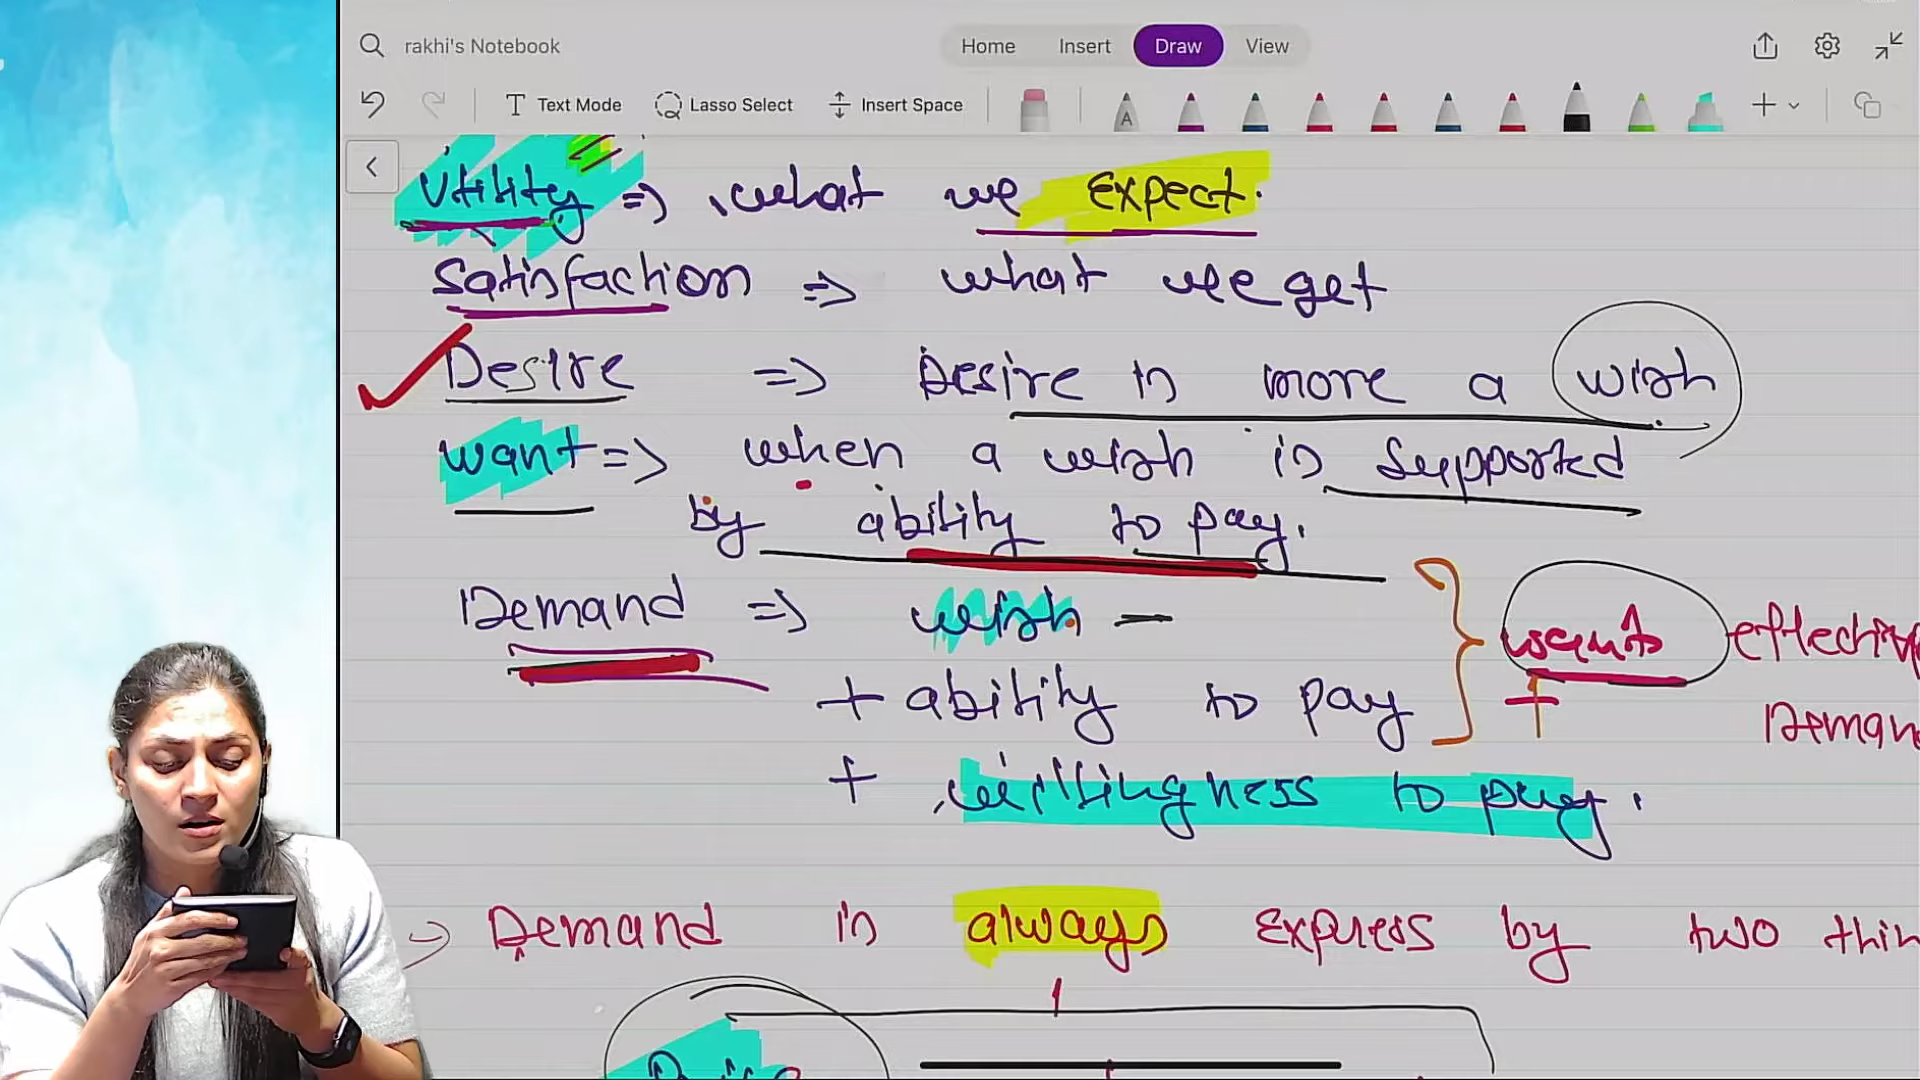 rakhi's Notebook
Home Insert Draw View
Text Mode Lasso Select Insert Space
A
Utility => what we Expect.
Satisfaction => what we get
Desire => Desire is more a wish
want => when a wish is supported
by ability to pay.
Demand => wish -
+ ability to pay
+ willingness to pay.
wants effective
+
Deman
=> Demand is always Express by two thin